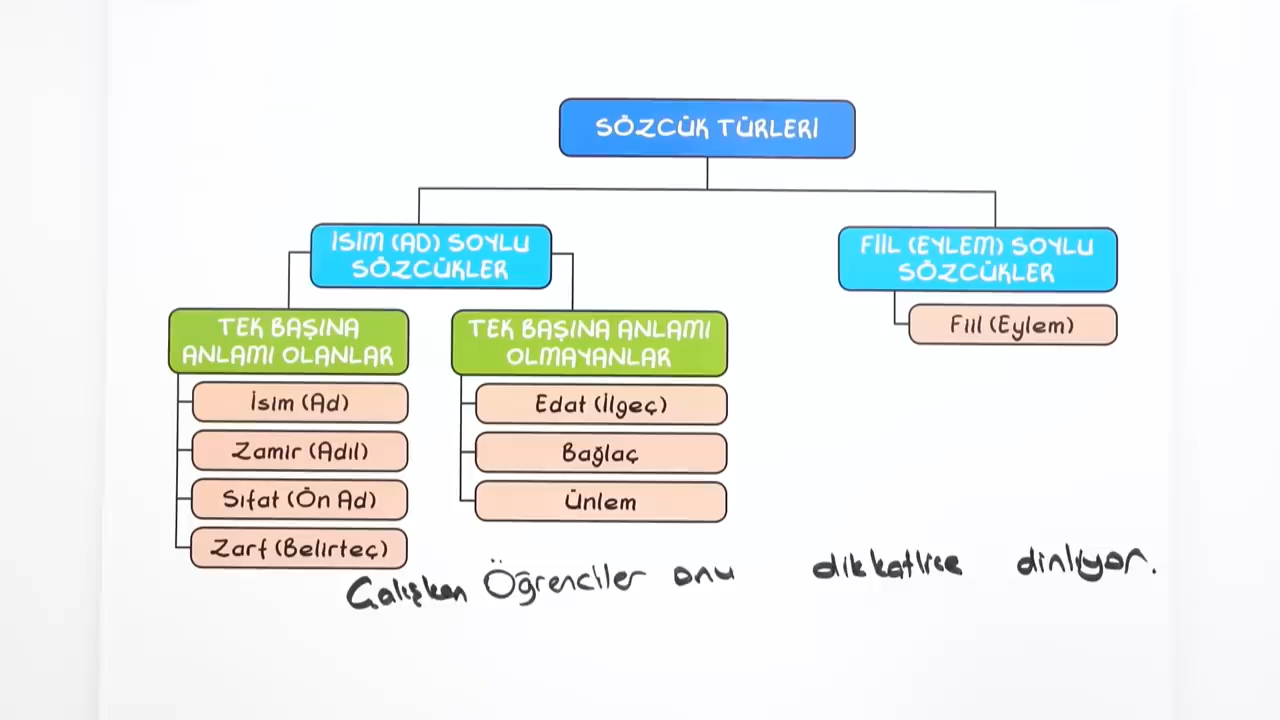 SÖZCÜK TÜRLERİ
İSİM (AD) SOYLU
SÖZCÜKLER
TEK BAŞINA
ANLAMI OLANLAR
İsim (Ad)
Zamir (Adıl)
Sıfat (Ön Ad)
Zarf (Belirteç)
TEK BAŞINA ANLAMI
OLMAYANLAR
Edat (İlgeç)
Bağlaç
Ünlem
FİİL (EYLEM) SOYLU
SÖZCÜKLER
Fiil (Eylem)
Çalışkan Öğrenciler onu dikkatlice dinliyor.